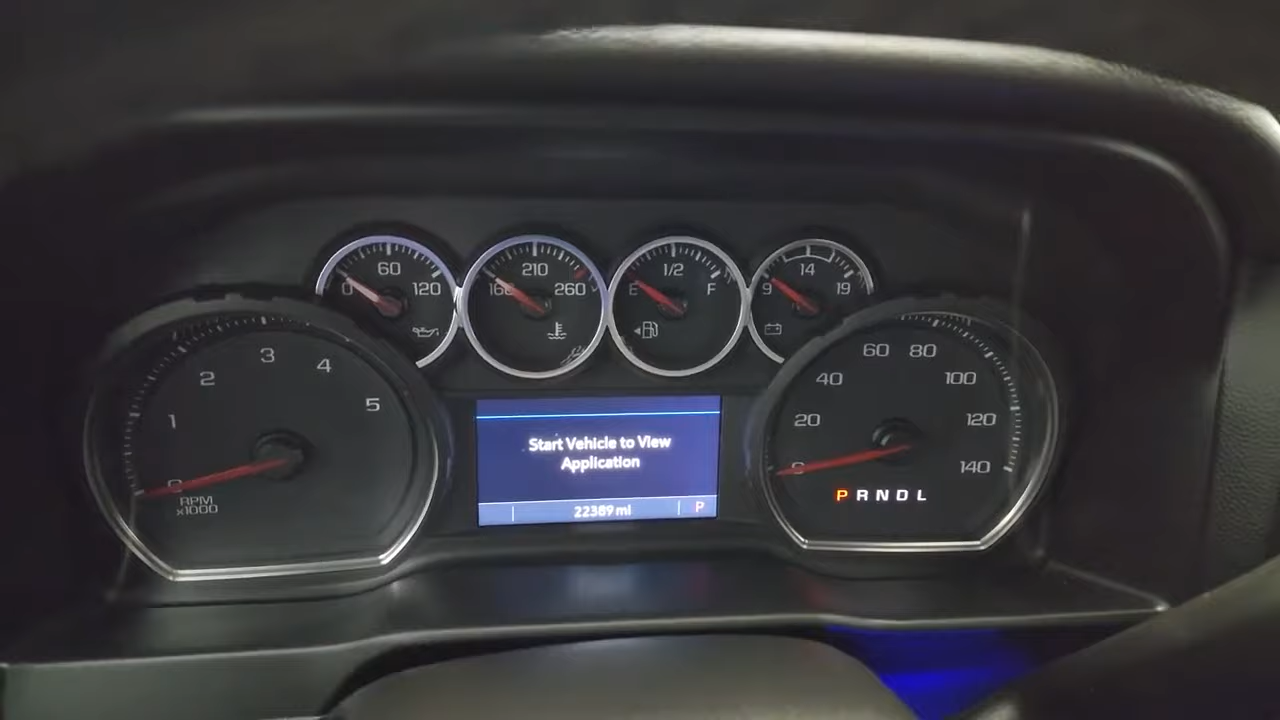 60
0 120
210
160 260
1/2
E F
14
9 19
3
2 4
1 5
0
RPM
x1000
Start Vehicle to View
Application
22389 mi P
60 80
40 100
20 120
0 140
P R N D L